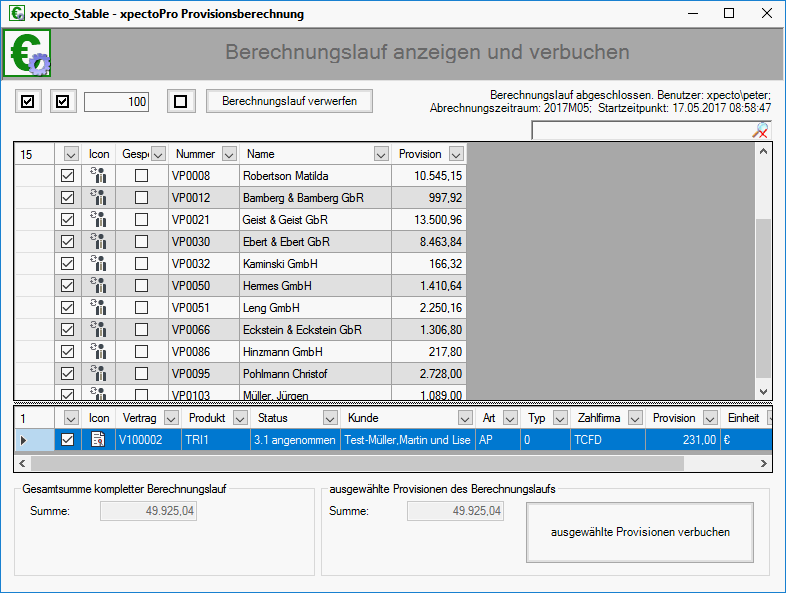 xpecto_Stable - xpectoPro Provisionsberechnung
€
Berechnungslauf anzeigen und verbuchen
100
Berechnungslauf verwerfen
Berechnungslauf abgeschlossen. Benutzer: xpecto\peter;
Abrechnungszeitraum: 2017M05; Startzeitpunkt: 17.05.2017 08:58:47
15 Icon Gespe Nummer Name Provision
VP0008 Robertson Matilda 10.545,15
VP0012 Bamberg & Bamberg GbR 997,92
VP0021 Geist & Geist GbR 13.500,96
VP0030 Ebert & Ebert GbR 8.463,84
VP0032 Kaminski GmbH 166,32
VP0050 Hermes GmbH 1.410,64
VP0051 Leng GmbH 2.250,16
VP0066 Eckstein & Eckstein GbR 1.306,80
VP0086 Hinzmann GmbH 217,80
VP0095 Pohlmann Christof 2.728,00
VP0103 Müller, Jürgen 1.089,00
1 Icon Vertrag Produkt Status Kunde Art Typ Zahlfirma Provision Einheit
V100002 TRI1 3.1 angenommen Test-Müller,Martin und Lise AP 0 TCFD 231,00 €
Gesamtsumme kompletter Berechnungslauf
Summe: 49.925,04
ausgewählte Provisionen des Berechnungslaufs
Summe: 49.925,04
ausgewählte Provisionen verbuchen